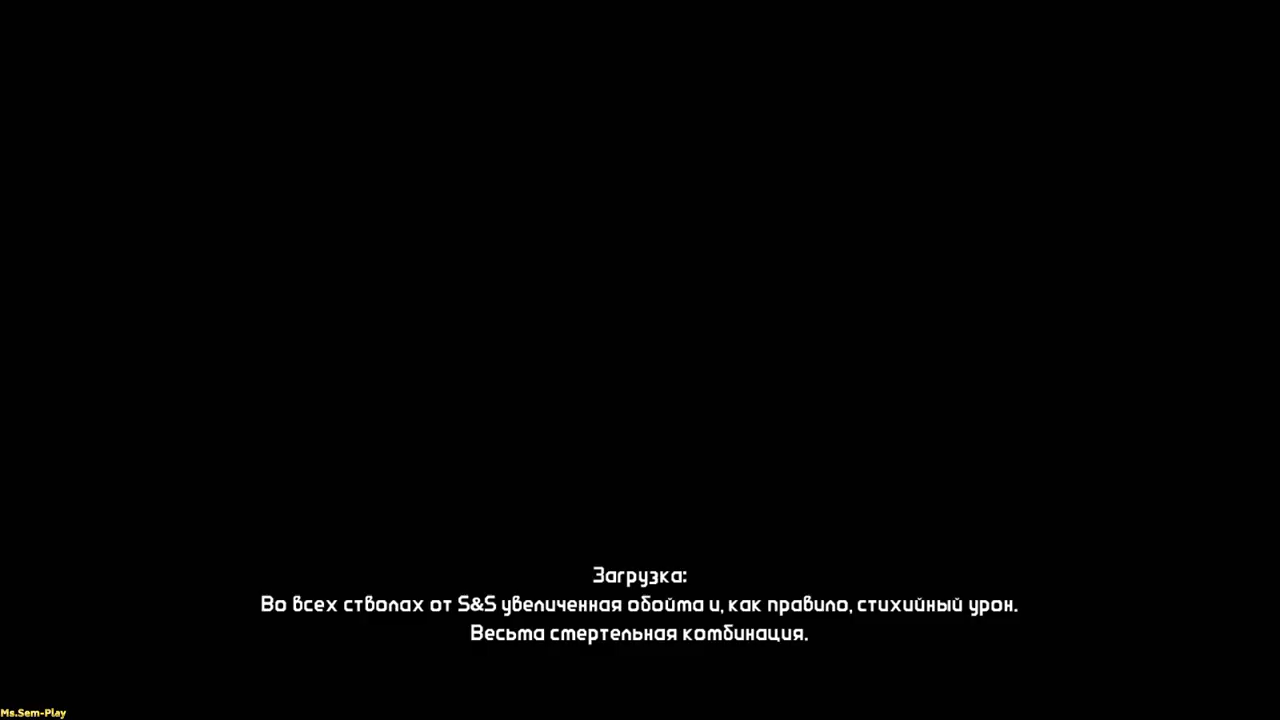 Загрузка:
Во всех стволах от S&S увеличенная обойма и, как правило, стихийный урон.
Весьма смертельная комбинация.
Ms.Sem-Play